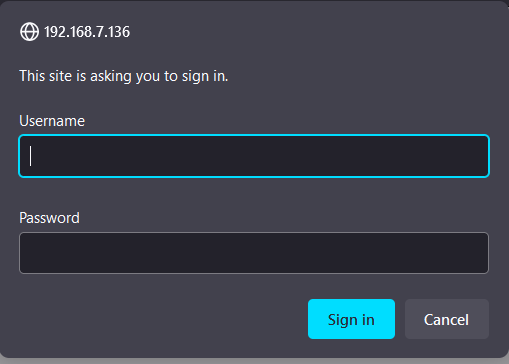 192.168.7.136
This site is asking you to sign in.
Username
Password
Sign in
Cancel